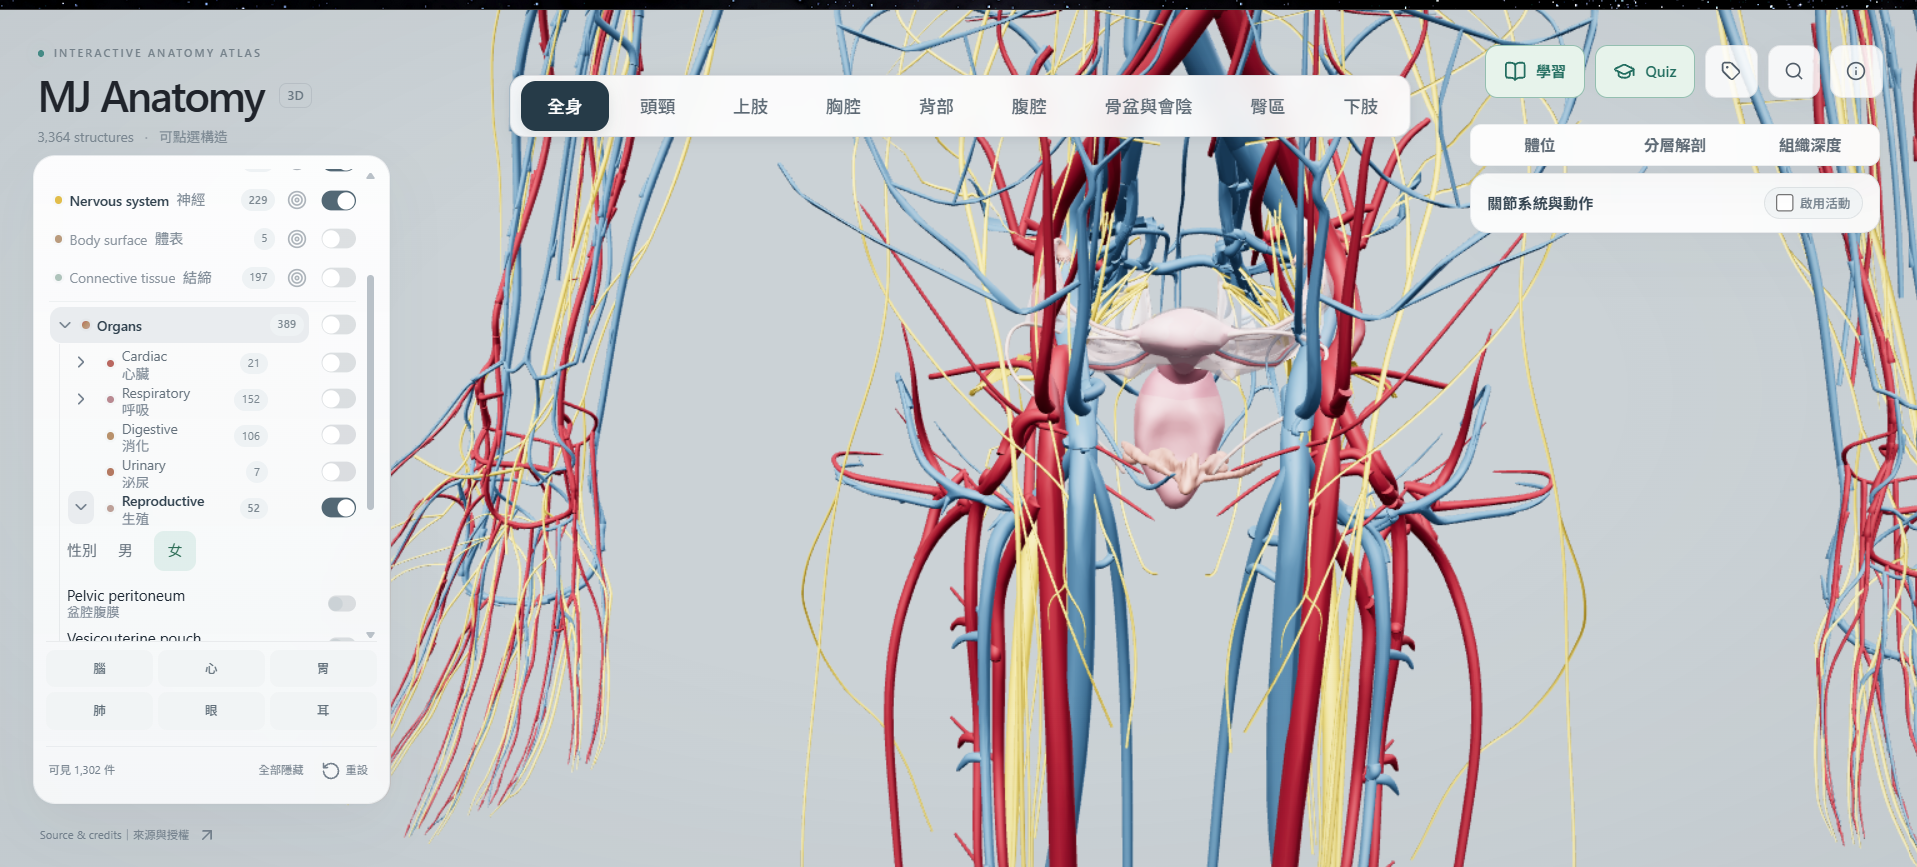 INTERACTIVE ANATOMY ATLAS
MJ Anatomy 3D
3,364 structures · 可點選構造
Nervous system 神經 229
Body surface 體表 5
Connective tissue 結締 197
Organs 389
Cardiac 21
心臟
Respiratory 152
呼吸
Digestive 106
消化
Urinary 7
泌尿
Reproductive 52
生殖
性別 男 女
Pelvic peritoneum
盆腔腹膜
Vesicouterine pouch
腦 心 胃
肺 眼 耳
可見 1,302 件 全部隱藏 重設
Source & credits | 來源與授權
全身 頭頸 上肢 胸腔 背部 腹腔 骨盆與會陰 臀區 下肢
學習 Quiz
體位 分層解剖 組織深度
關節系統與動作 啟用活動